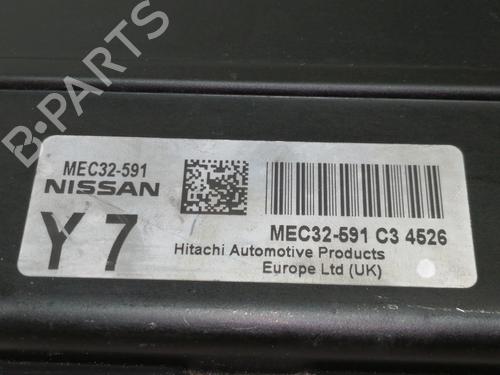 B-PARTS
MEC32-591
NISSAN
Y 7
MEC32-591 C3 4526
Hitachi Automotive Products
Europe Ltd (UK)